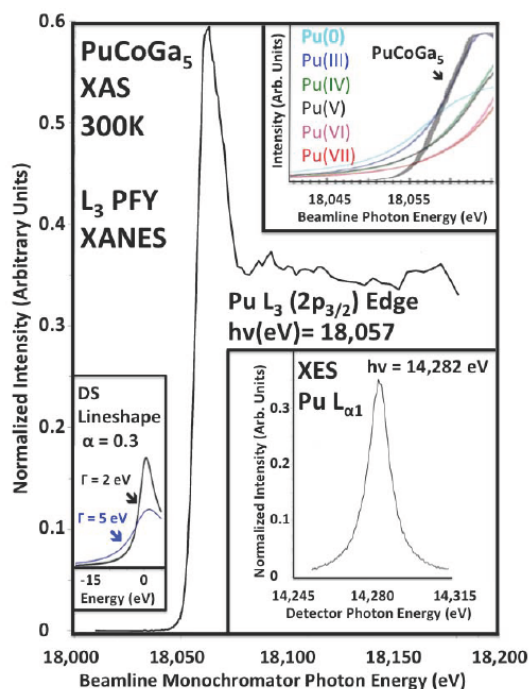 0.6
0.5
0.4
0.3
0.2
0.1
0
Normalized Intensity (Arbitrary Units)
PuCoGa5
XAS
300K
L3 PFY
XANES
Pu(0)
Pu(III)
Pu(IV)
Pu(V)
Pu(VI)
Pu(VII)
PuCoGa5
Intensity (Arb. Units)
18,045 18,055
Beamline Photon Energy (eV)
Pu L3 (2p3/2) Edge
hν(eV)= 18,057
DS
Lineshape
α = 0.3
Γ = 2 eV
Γ = 5 eV
-15 0
Energy (eV)
XES
Pu Lα1
hν = 14,282 eV
Normalized Intensity (Arb. Units)
0.3
0.2
0.1
0
14,245 14,280 14,315
Detector Photon Energy (eV)
18,000 18,050 18,100 18,150 18,200
Beamline Monochromator Photon Energy (eV)